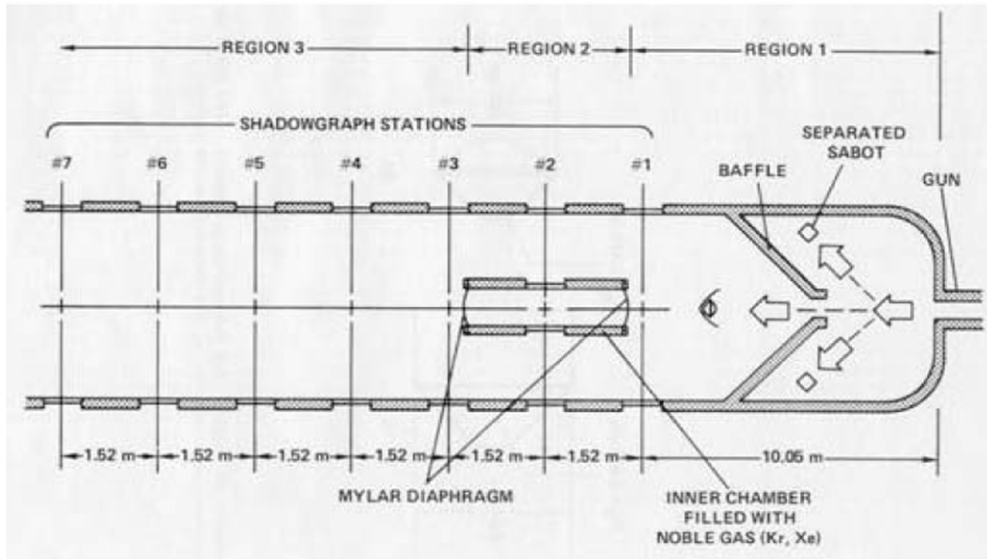 REGION 3
REGION 2
REGION 1
SHADOWGRAPH STATIONS
#7
#6
#5
#4
#3
#2
#1
SEPARATED
SABOT
BAFFLE
GUN
1.52 m
1.52 m
1.52 m
1.52 m
1.52 m
1.52 m
10.06 m
MYLAR DIAPHRAGM
INNER CHAMBER
FILLED WITH
NOBLE GAS (Kr, Xe)